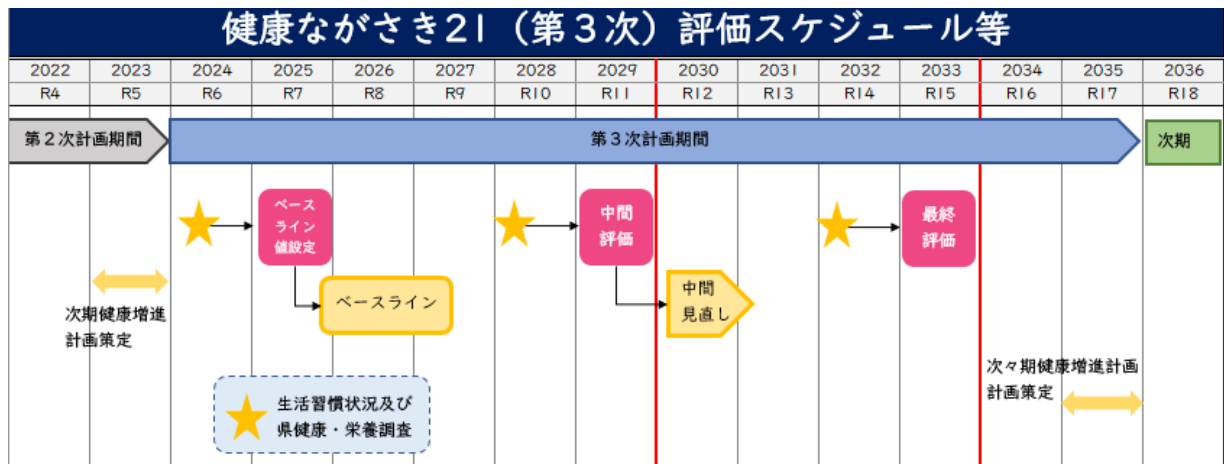 健康ながさき21（第3次）評価スケジュール等
2022 2023 2024 2025 2026 2027 2028 2029 2030 2031 2032 2033 2034 2035 2036
R4 R5 R6 R7 R8 R9 R10 R11 R12 R13 R14 R15 R16 R17 R18
第2次計画期間 第3次計画期間 次期
ベース
ライン
値設定
中間
評価
最終
評価
ベースライン
中間
見直し
次期健康増進
計画策定
次々期健康増進計画
計画策定
生活習慣状況及び
県健康・栄養調査